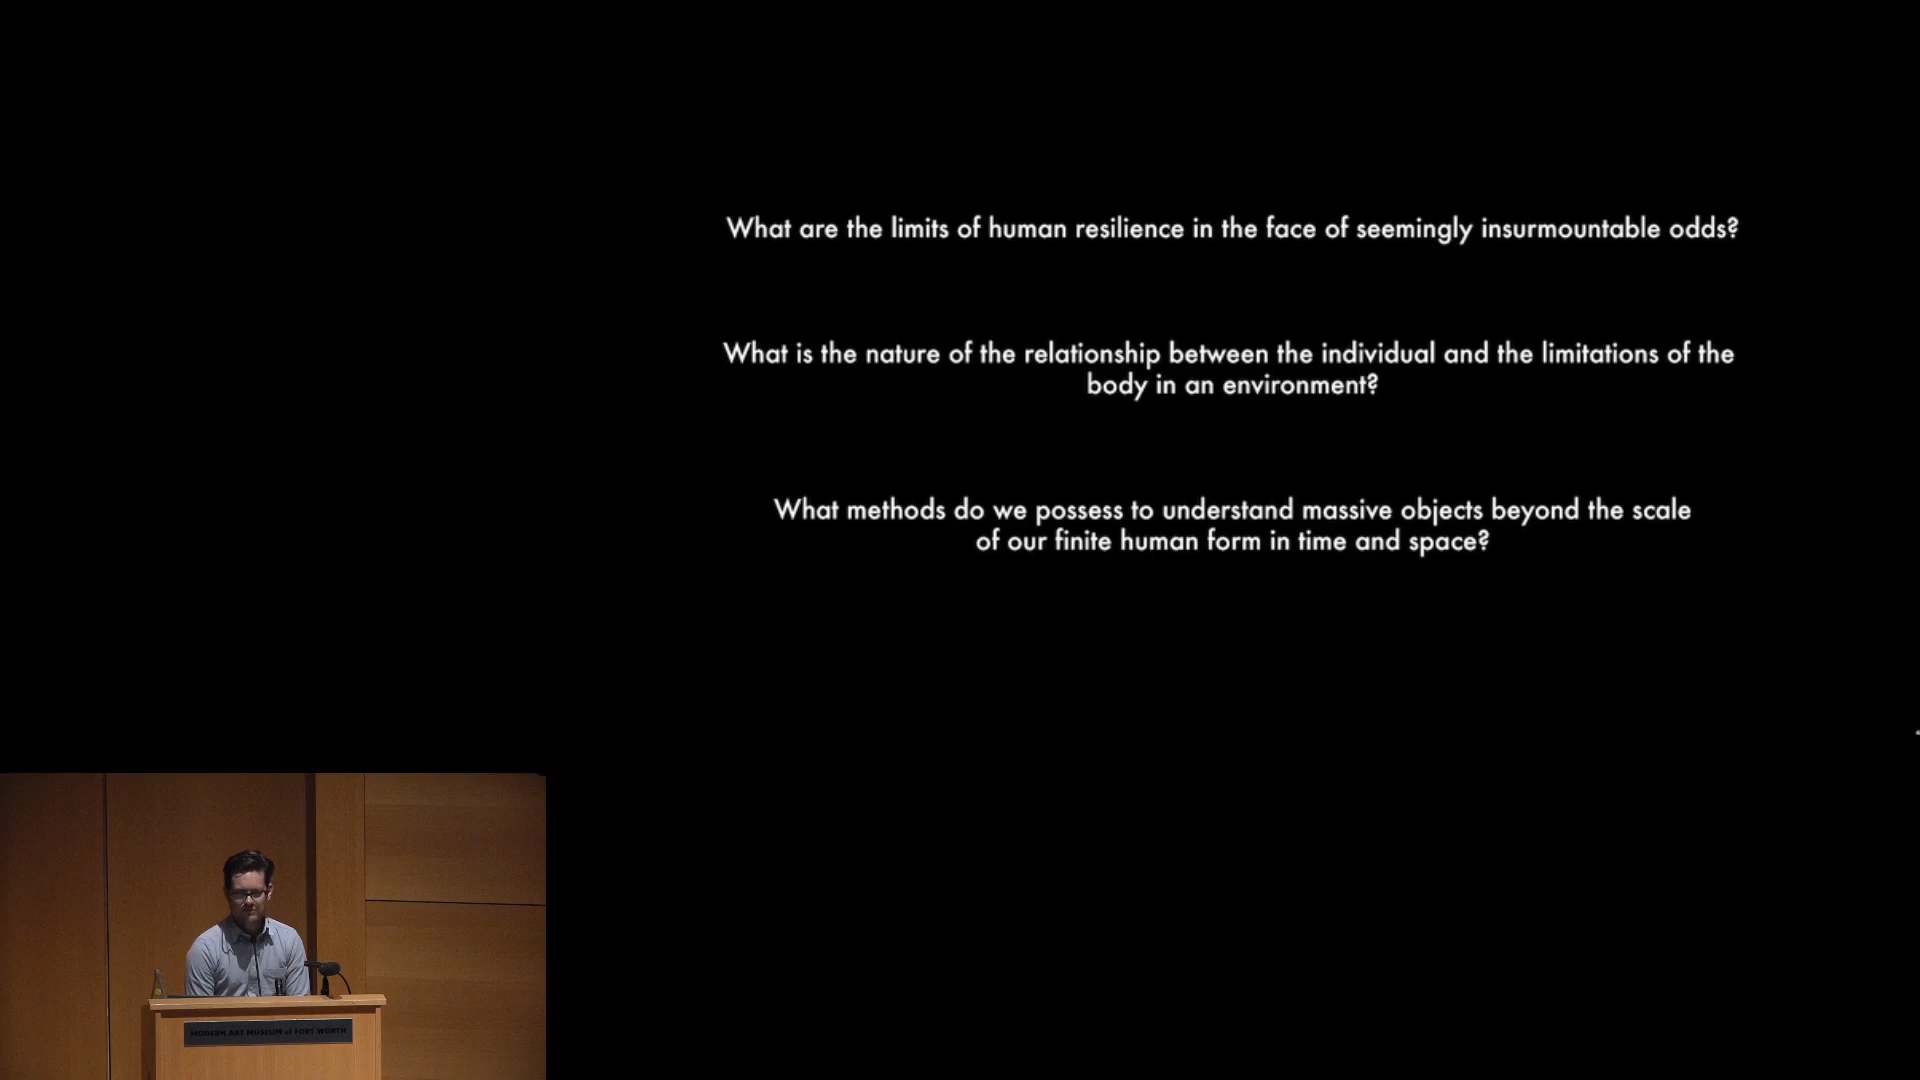 What are the limits of human resilience in the face of seemingly insurmountable odds?
What is the nature of the relationship between the individual and the limitations of the
body in an environment?
What methods do we possess to understand massive objects beyond the scale
of our finite human form in time and space?
MODERN ART MUSEUM of FORT WORTH